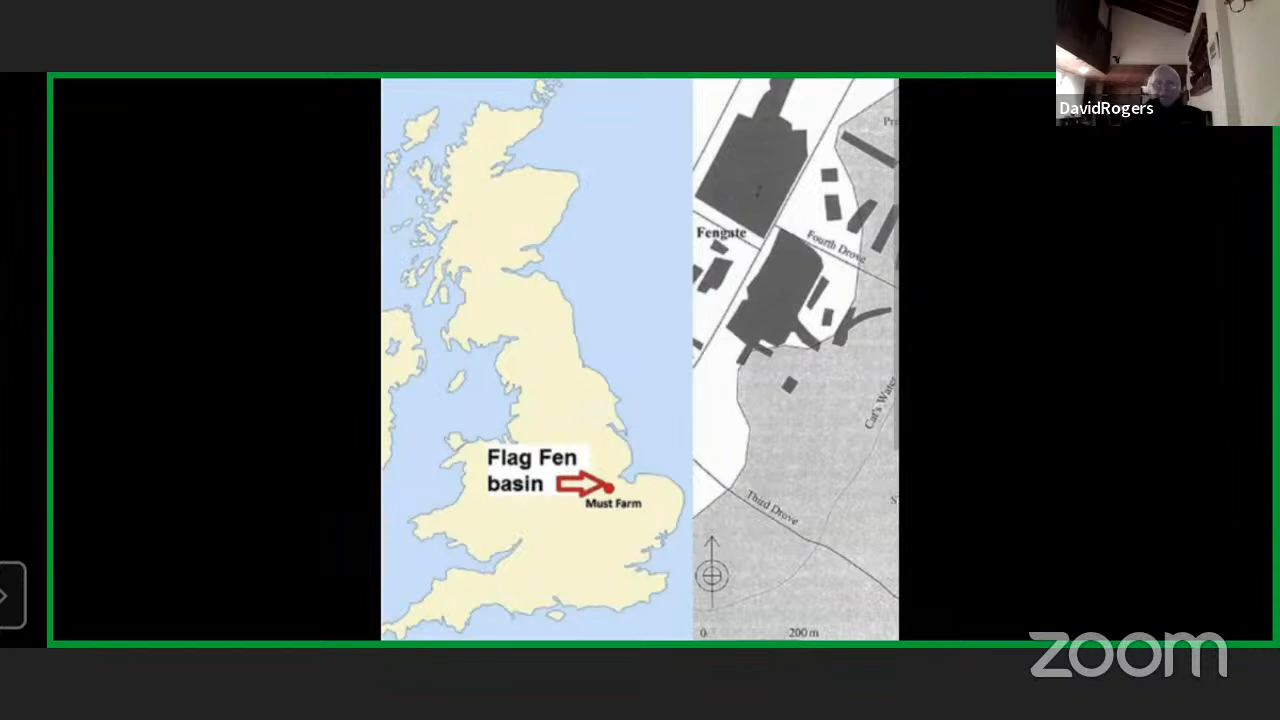 DavidRogers
Fengate
Fourth Drove
Flag Fen
basin
Must Farm
Cat's Water
Third Drove
0
200 m
zoom